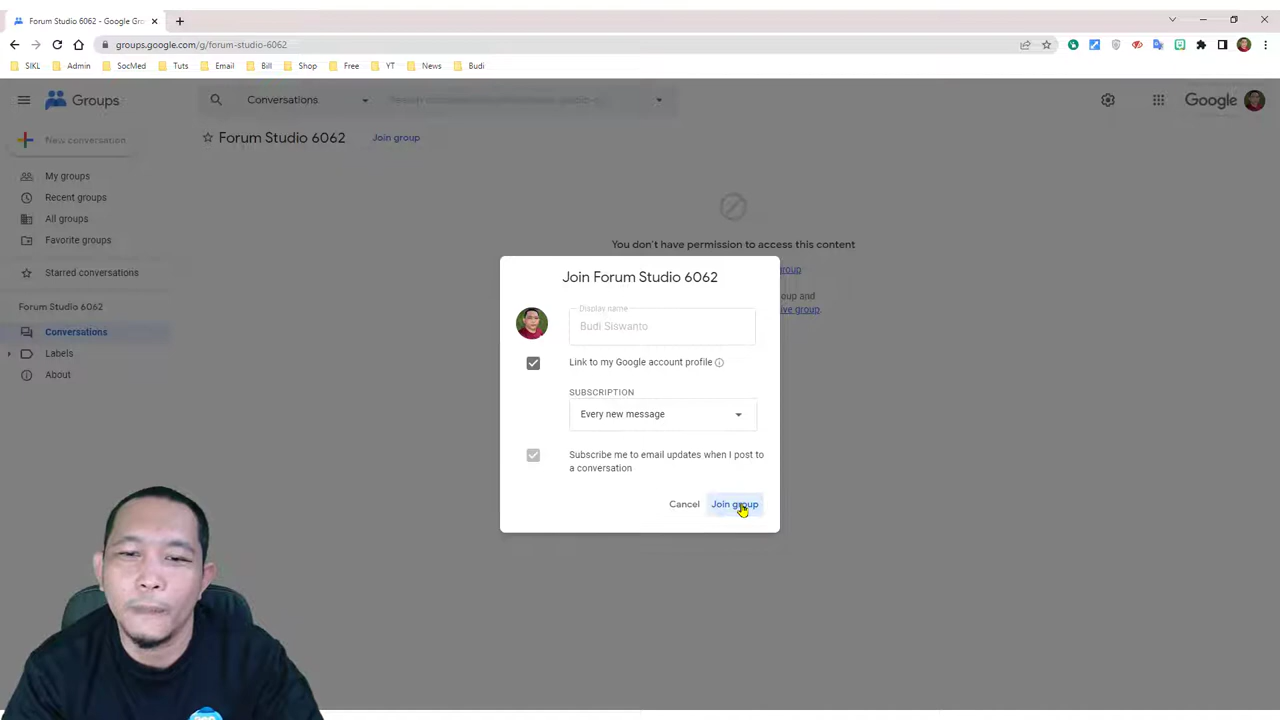 Forum Studio 6062 - Google Gro
groups.google.com/g/forum-studio-6062
SIKL Admin SocMed Tuts Email Bill Shop Free YT News Budi
Groups Conversations Google
New conversation
Forum Studio 6062 Join group
My groups
Recent groups
All groups
Favorite groups
Starred conversations
Forum Studio 6062
Conversations
Labels
About
You don't have permission to access this content
group
oup and
ve group.
Join Forum Studio 6062
Display name
Budi Siswanto
Link to my Google account profile
SUBSCRIPTION
Every new message
Subscribe me to email updates when I post to
a conversation
Cancel Join group